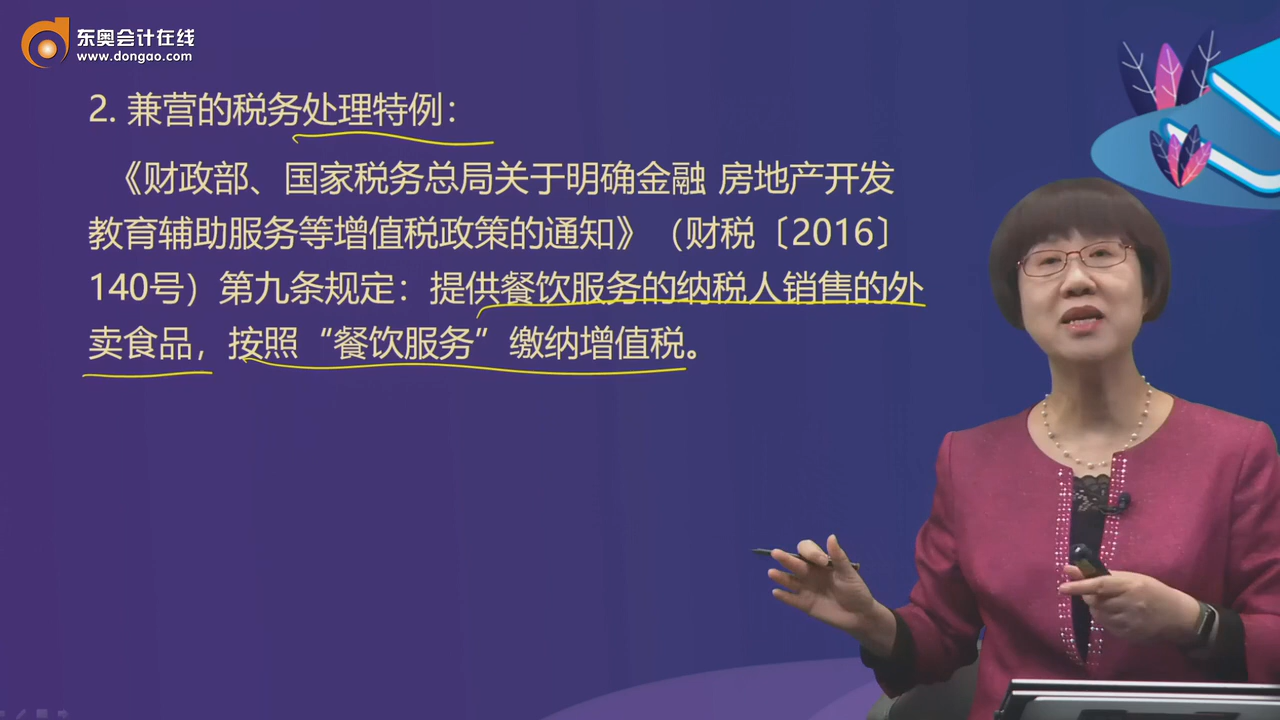 东奥会计在线
www.dongao.com
2. 兼营的税务处理特例：
《财政部、国家税务总局关于明确金融 房地产开发
教育辅助服务等增值税政策的通知》（财税〔2016〕
140号）第九条规定：提供餐饮服务的纳税人销售的外
卖食品，按照“餐饮服务”缴纳增值税。